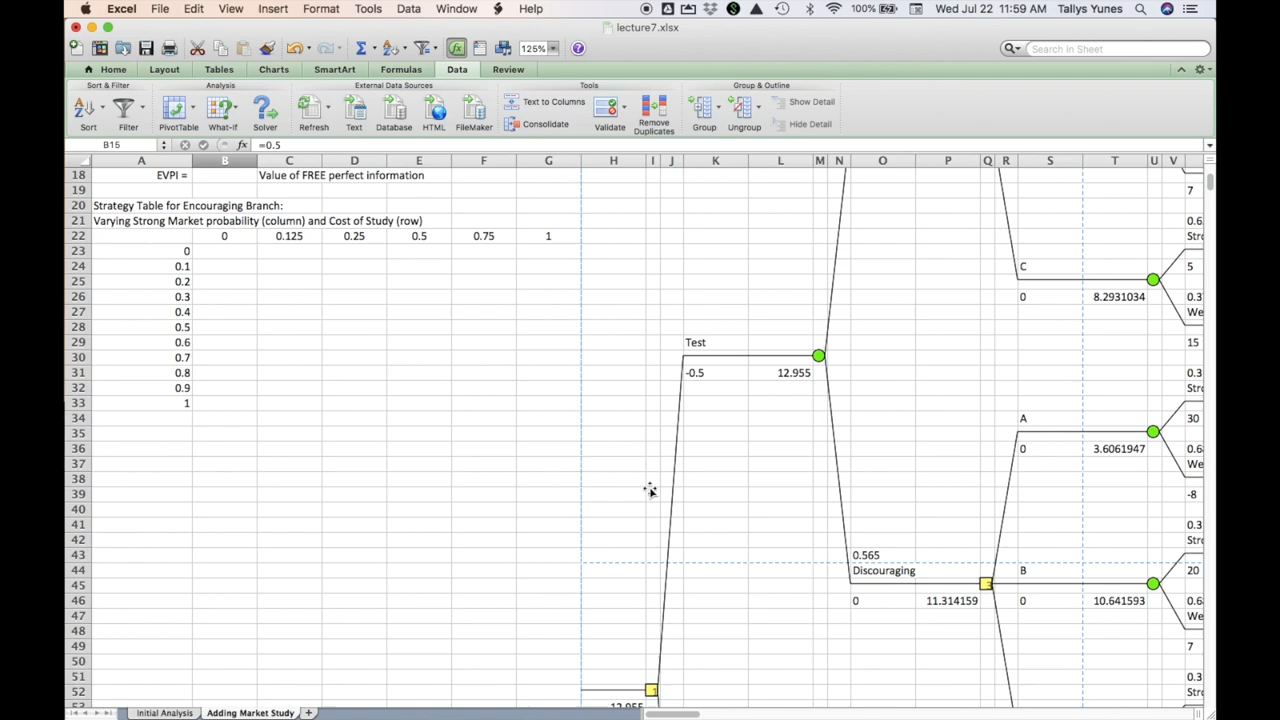 Excel File Edit View Insert Format Tools Data Window Help 100% Wed Jul 22 11:59 AM Tallys Yunes
lecture7.xlsx
125% Search in Sheet
Home Layout Tables Charts SmartArt Formulas Data Review
Sort & Filter Analysis External Data Sources Tools Group & Outline
Sort Filter PivotTable What-If Solver Refresh Text Database HTML FileMaker Text to Columns Consolidate Validate Remove Duplicates Group Ungroup Show Detail Hide Detail
B15 fx =0.5
A B C D E F G H I J K L M N O P Q R S T U V
18 EVPI = Value of FREE perfect information
19 7
20 Strategy Table for Encouraging Branch:
21 Varying Strong Market probability (column) and Cost of Study (row)
22 0 0.125 0.25 0.5 0.75 1 Stro
23 0
24 0.1 C 5
25 0.2
26 0.3 0 8.2931034 0.3
27 0.4 We
28 0.5
29 0.6 Test 15
30 0.7
31 0.8 -0.5 12.955 0.3
32 0.9 Stro
33 1
34 A 30
35
36 0 3.6061947 0.6
37 We
38
39 -8
40
41 0.3
42 Stro
43 0.565
44 Discouraging B 20
45 3
46 0 11.314159 0 10.641593 0.6
47 We
48
49 7
50
51 0.3
52 1 Stro
12.955
Initial Analysis Adding Market Study +